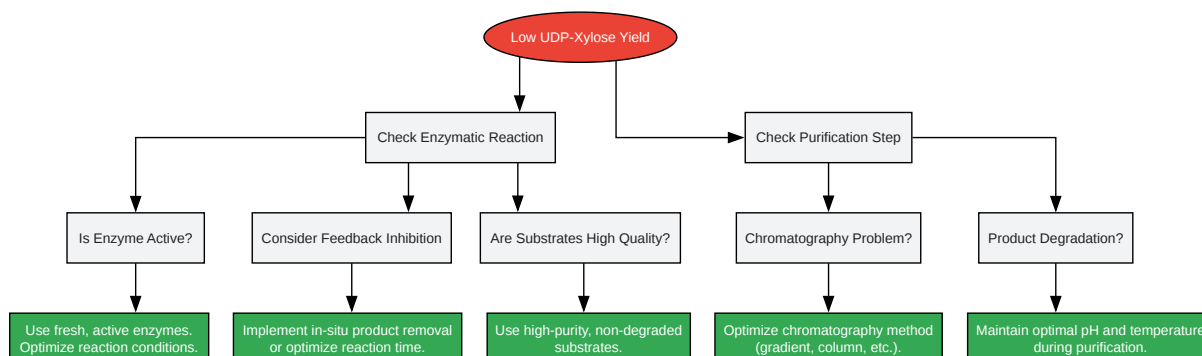 Low UDP-Xylose Yield
Check Enzymatic Reaction
Check Purification Step
Is Enzyme Active?
Consider Feedback Inhibition
Are Substrates High Quality?
Chromatography Problem?
Product Degradation?
Use fresh, active enzymes.
Optimize reaction conditions.
Implement in-situ product removal
or optimize reaction time.
Use high-purity, non-degraded
substrates.
Optimize chromatography method
(gradient, column, etc.).
Maintain optimal pH and temperature
during purification.